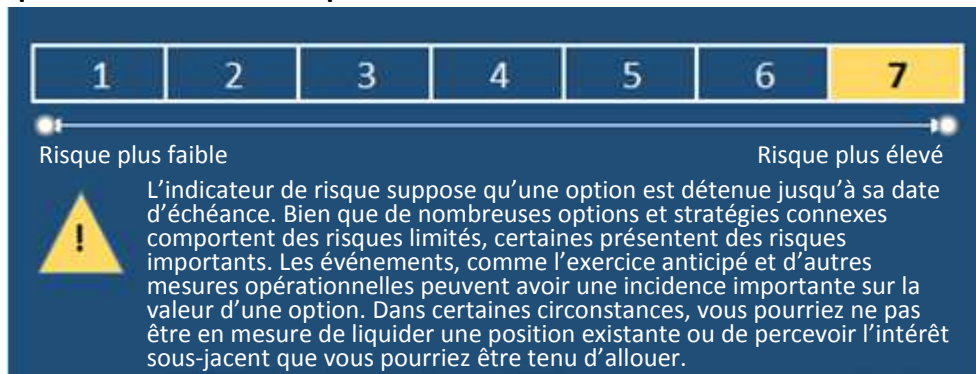 1 2 3 4 5 6 7
Risque plus faible Risque plus élevé
L’indicateur de risque suppose qu’une option est détenue jusqu’à sa date
d’échéance. Bien que de nombreuses options et stratégies connexes
comportent des risques limités, certaines présentent des risques
importants. Les événements, comme l’exercice anticipé et d’autres
mesures opérationnelles peuvent avoir une incidence importante sur la
valeur d’une option. Dans certaines circonstances, vous pourriez ne pas
être en mesure de liquider une position existante ou de percevoir l’intérêt
sous-jacent que vous pourriez être tenu d’allouer.